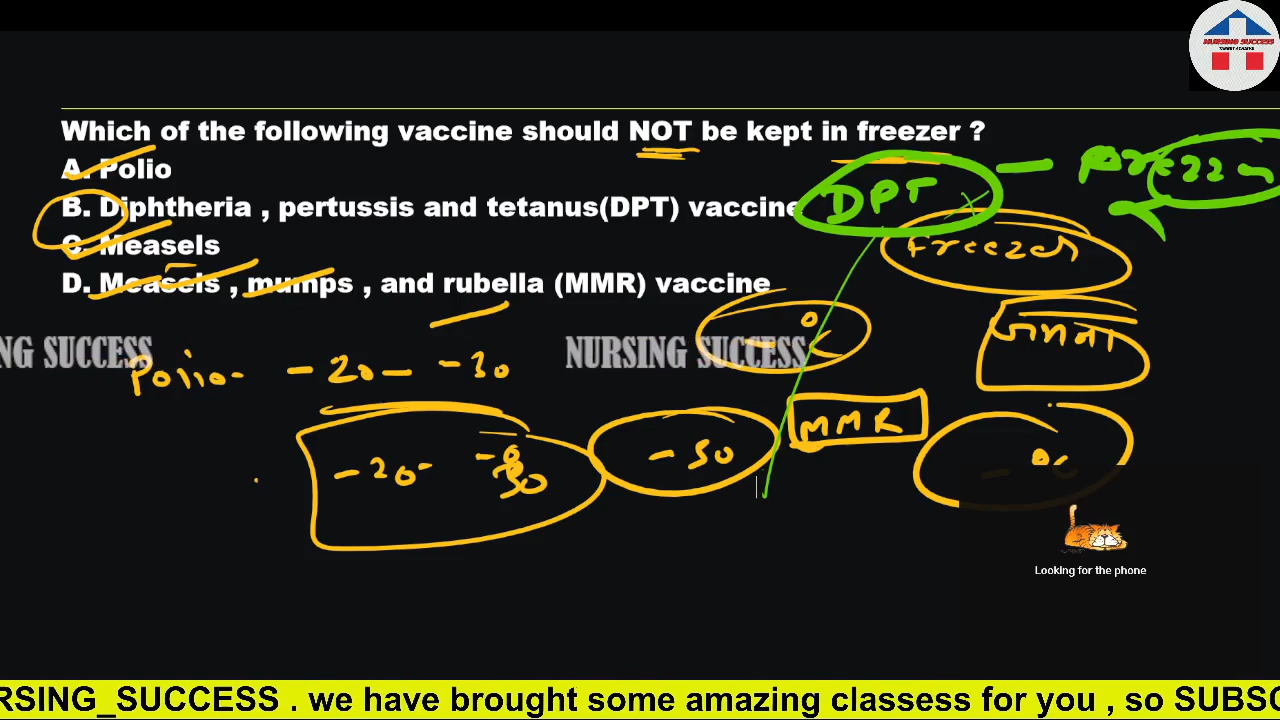 NURSING SUCCESS
Which of the following vaccine should NOT be kept in freezer ?
A. Polio
B. Diphtheria , pertussis and tetanus(DPT) vaccine
DPT
C. Measels
freezer
D. Measels , mumps , and rubella (MMR) vaccine
NG SUCCESS
NURSING SUCCESS
Polio- -20- -30
MMR
-20-
Looking for the phone
RSING_SUCCESS . we have brought some amazing classess for you , so SUBSC